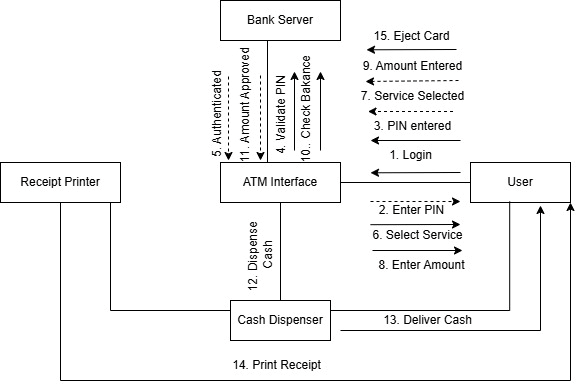 Bank Server
15. Eject Card
9. Amount Entered
7. Service Selected
3. PIN entered
1. Login
5. Authenticated
11. Amount Approved
4. Validate PIN
10.. Check Bakance
Receipt Printer
ATM Interface
User
2. Enter PIN
6. Select Service
8. Enter Amount
12. Dispense
Cash
Cash Dispenser
13. Deliver Cash
14. Print Receipt